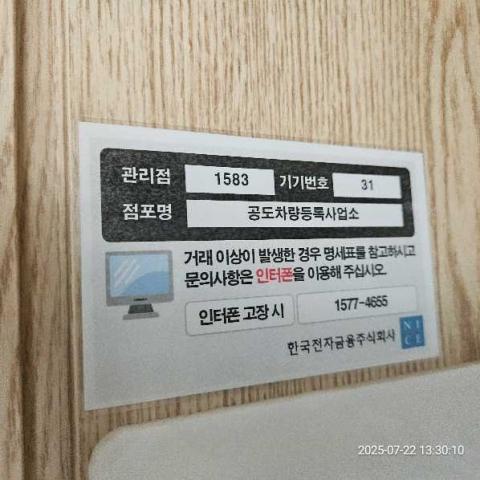 관리점 1583 기기번호 31
점포명 공도차량등록사업소
거래 이상이 발생한 경우 명세표를 참고하시고
문의사항은 인터폰을 이용해 주십시오.
인터폰 고장 시 1577-4655
한국전자금융주식회사 NICE
2025-07-22 13:30:10